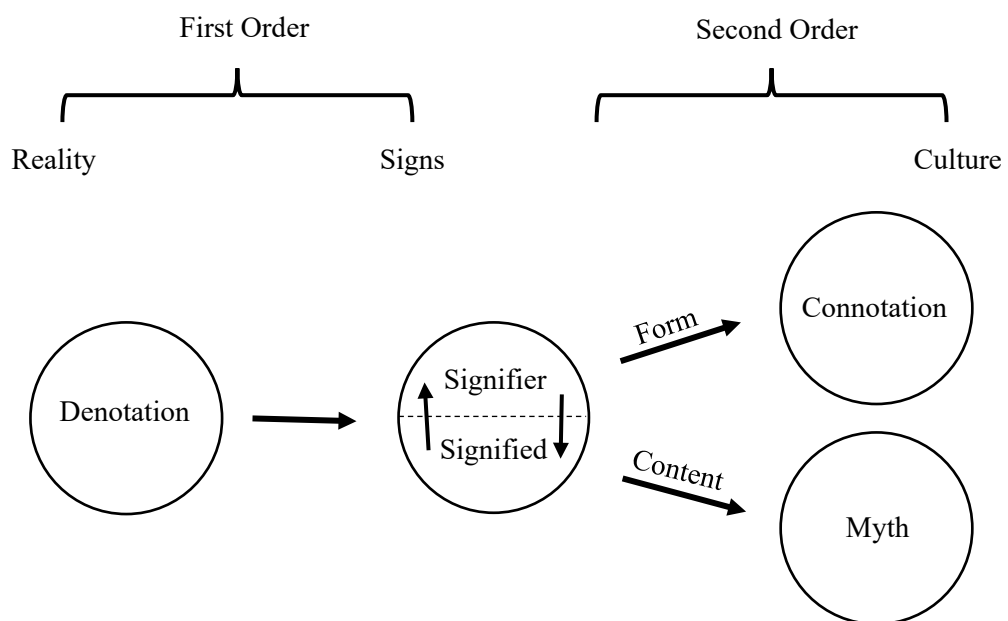 First Order
Second Order
Reality
Signs
Culture
Connotation
Form
Signifier
Denotation
Signified
Content
Myth